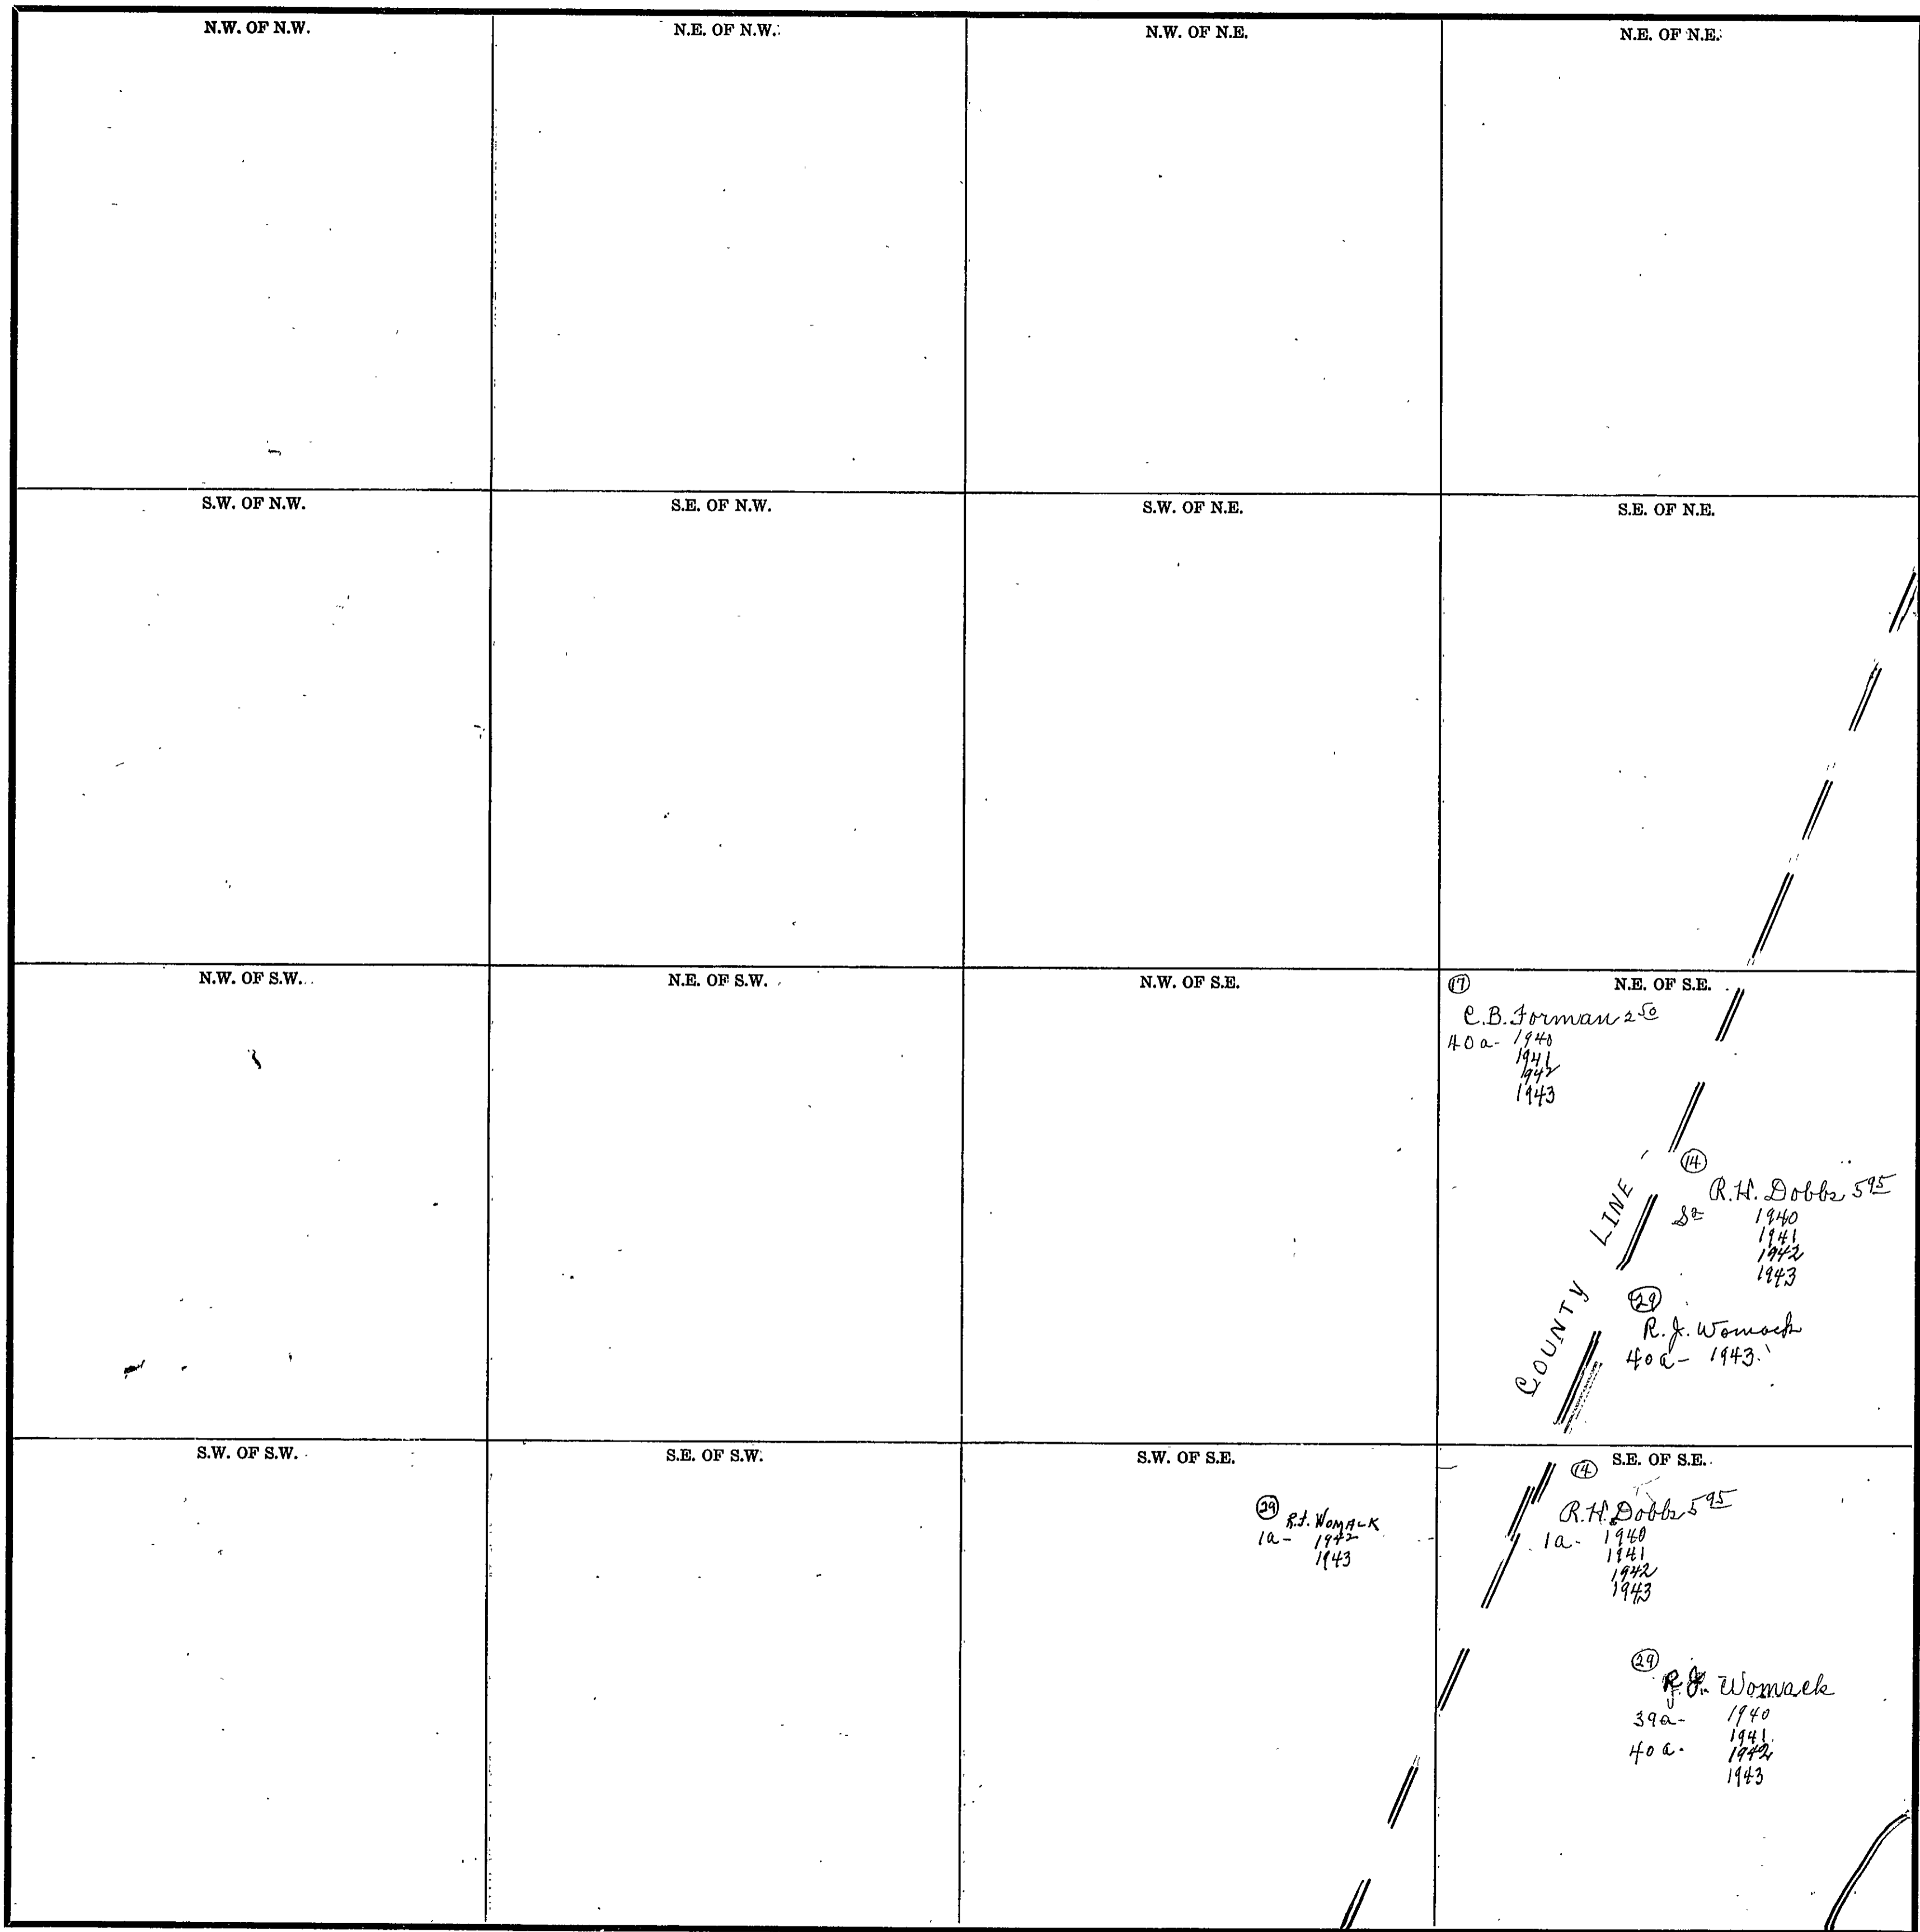 N.W. OF N.W.
N.E. OF N.W.
N.W. OF N.E.
N.E. OF N.E.
S.W. OF N.W.
S.E. OF N.W.
S.W. OF N.E.
S.E. OF N.E.
N.W. OF S.W.
N.E. OF S.W.
N.W. OF S.E.
N.E. OF S.E.
17
C.B. Forman 2 50
40a- 1940
1941
1942
1943
COUNTY LINE
14
R.H. Dobbs 5 95
1940
1941
1942
1943
29
R.J. Womack
40a- 1943
S.W. OF S.W.
S.E. OF S.W.
S.W. OF S.E.
29 R.J. WOMACK
1a- 1942
1943
S.E. OF S.E.
14
R.H. Dobbs 5 95
1a- 1940
1941
1942
1943
29
R.J. Womack
39a- 1940
1941
40a- 1942
1943